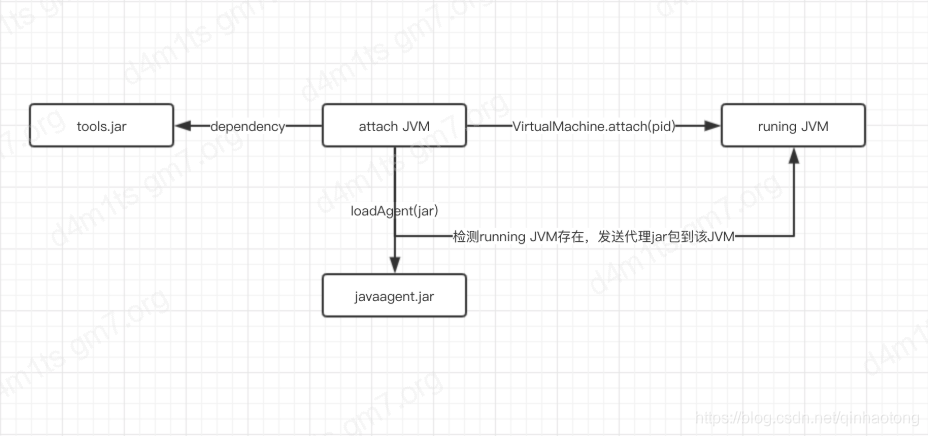 tools.jar
dependency
attach JVM
VirtualMachine.attach(pid)
runing JVM
loadAgent(jar)
检测running JVM存在，发送代理jar包到该JVM
javaagent.jar
d4m1ts gm7.org
https://blog.csdn.net/qinhaotong